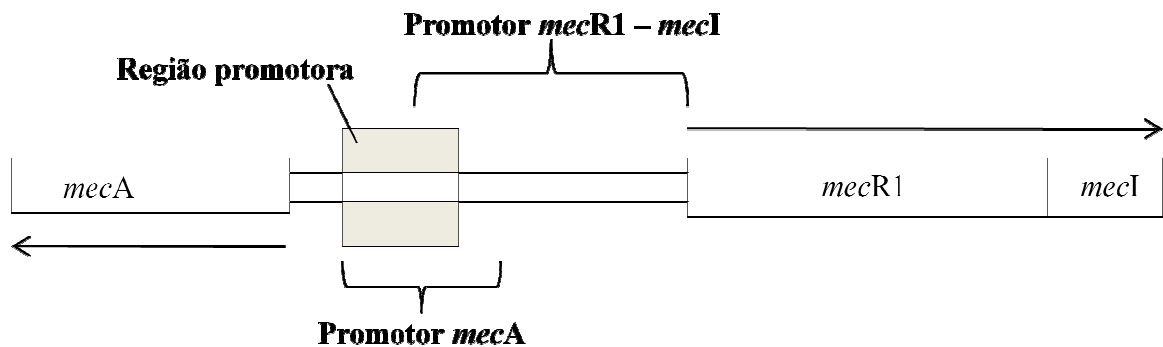 Promotor mecR1 – mecI
Região promotora
mecA
mecR1
mecI
Promotor mecA